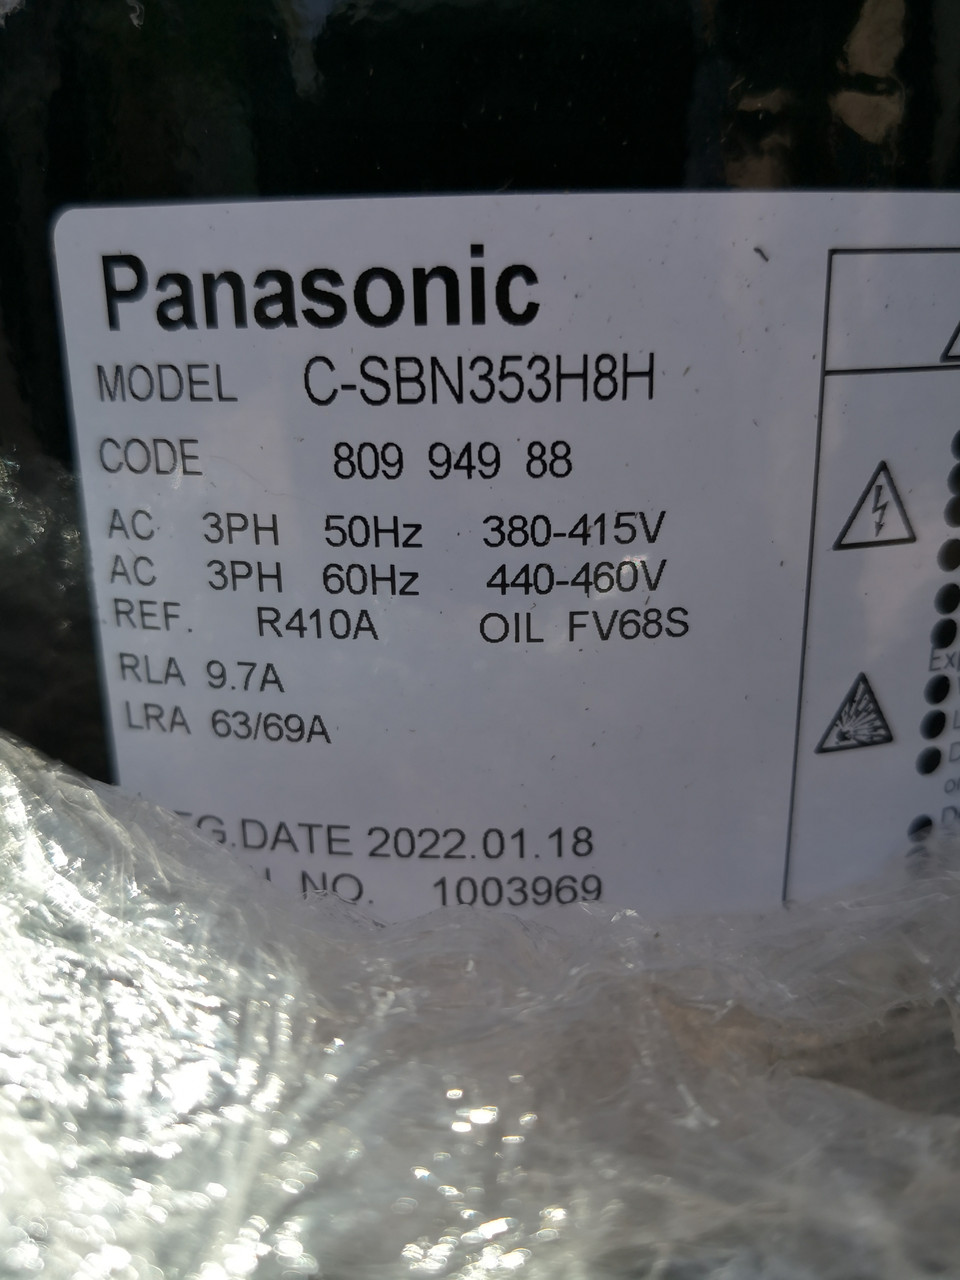 Panasonic
MODEL C-SBN353H8H
CODE 809 949 88
AC 3PH 50Hz 380-415V
AC 3PH 60Hz 440-460V
REF. R410A OIL FV68S
RLA 9.7A
LRA 63/69A
G.DATE 2022.01.18
NO. 1003969